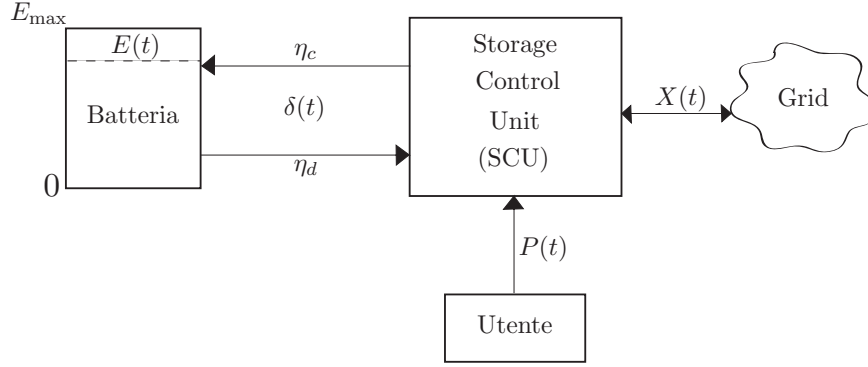 E_max
E(t)
Batteria
0
η_c
δ(t)
η_d
Storage
Control
Unit
(SCU)
X(t)
Grid
P(t)
Utente